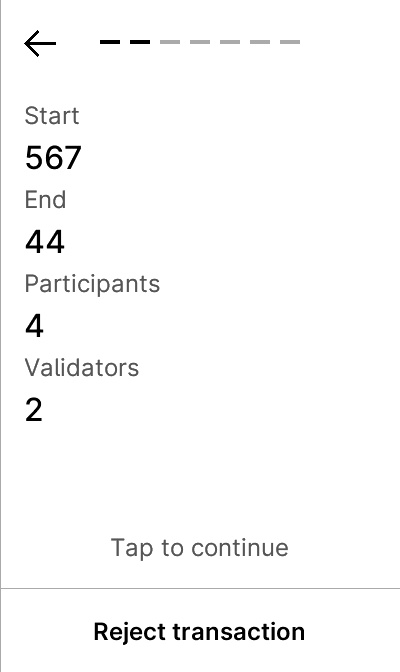 Start
567
End
44
Participants
4
Validators
2
Tap to continue
Reject transaction